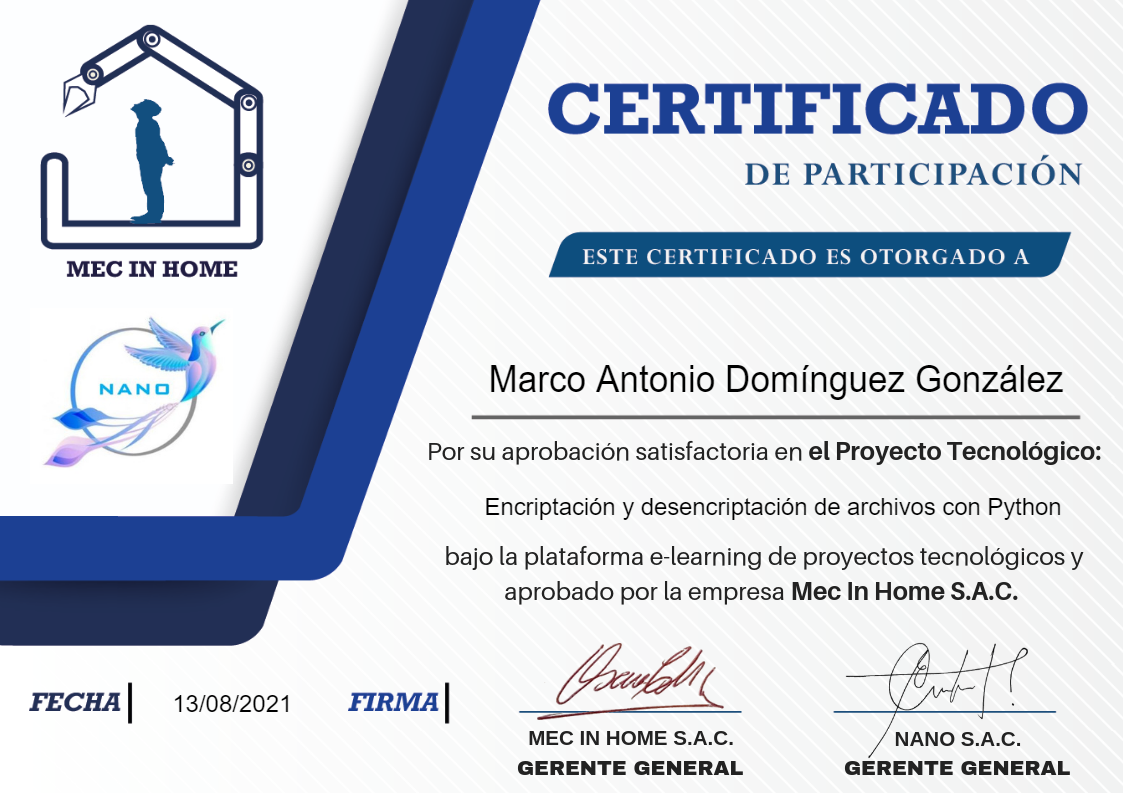 MEC IN HOME
NANO
CERTIFICADO
DE PARTICIPACIÓN
ESTE CERTIFICADO ES OTORGADO A
Marco Antonio Domínguez González
Por su aprobación satisfactoria en el Proyecto Tecnológico:
Encriptación y desencriptación de archivos con Python
bajo la plataforma e-learning de proyectos tecnológicos y
aprobado por la empresa Mec In Home S.A.C.
FECHA 13/08/2021 FIRMA
MEC IN HOME S.A.C.
GERENTE GENERAL
NANO S.A.C.
GERENTE GENERAL